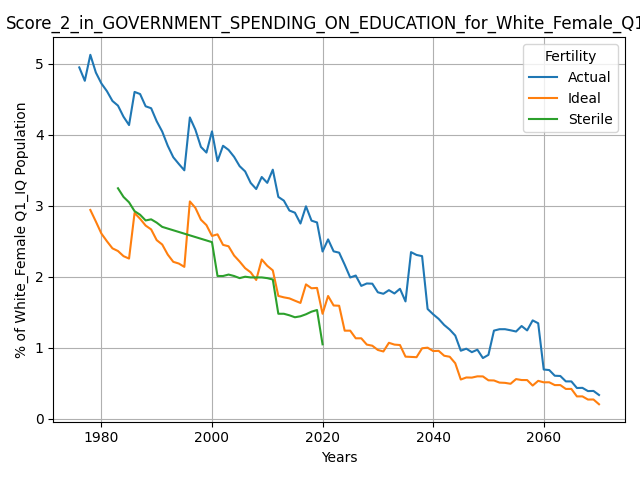 Score_2_in_GOVERNMENT_SPENDING_ON_EDUCATION_for_White_Female_Q1
Fertility
Actual
Ideal
Sterile
% of White_Female Q1_IQ Population
5
4
3
2
1
0
1980 2000 2020 2040 2060
Years